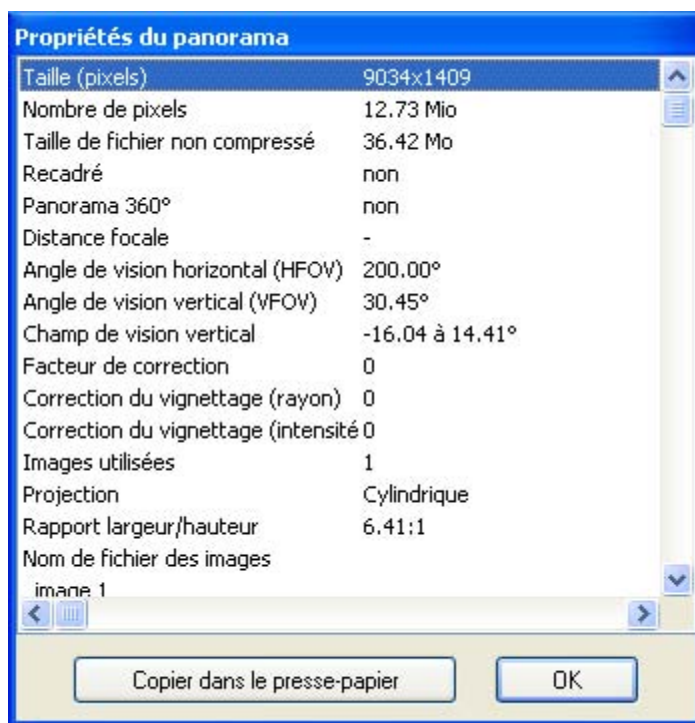 Propriétés du panorama
Taille (pixels) 9034x1409
Nombre de pixels 12.73 Mio
Taille de fichier non compressé 36.42 Mo
Recadré non
Panorama 360° non
Distance focale -
Angle de vision horizontal (HFOV) 200.00°
Angle de vision vertical (VFOV) 30.45°
Champ de vision vertical -16.04 à 14.41°
Facteur de correction 0
Correction du vignettage (rayon) 0
Correction du vignettage (intensité 0
Images utilisées 1
Projection Cylindrique
Rapport largeur/hauteur 6.41:1
Nom de fichier des images
image 1
Copier dans le presse-papier OK